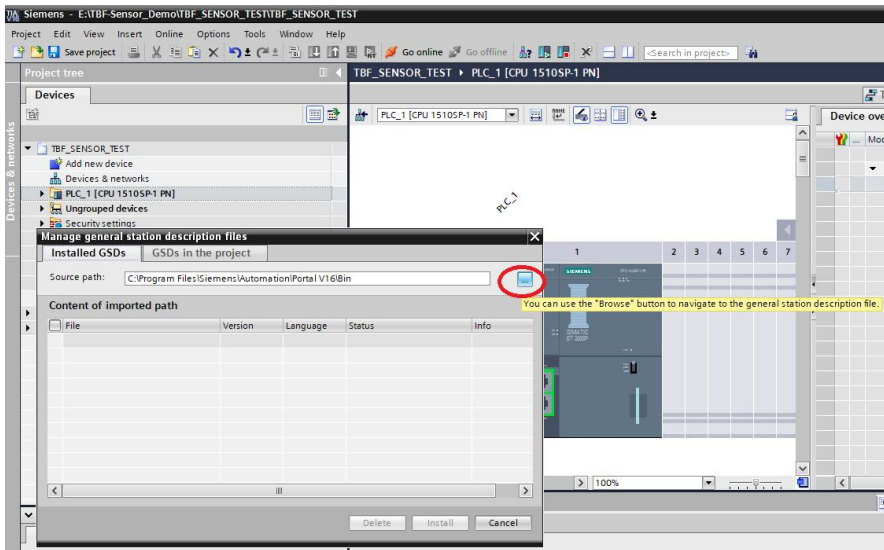 Siemens - E:\TBF-Sensor_Demo\TBF_SENSOR_TEST\TBF_SENSOR_TEST
Project Edit View Insert Online Options Tools Window Help
Save project Go online Go offline <Search in project>
Project tree
TBF_SENSOR_TEST ▸ PLC_1 [CPU 1510SP-1 PN]
Devices
PLC_1 [CPU 1510SP-1 PN]
100%
Device ove
... Mod
Devices & networks
TBF_SENSOR_TEST
Add new device
Devices & networks
PLC_1 [CPU 1510SP-1 PN]
Ungrouped devices
Security settings
PLC_1
1 2 3 4 5 6 7
SIEMENS
SIMATIC
ET 200SP
Manage general station description files
Installed GSDs GSDs in the project
Source path: C:\Program Files\Siemens\Automation\Portal V16\Bin
...
You can use the "Browse" button to navigate to the general station description file.
Content of imported path
File Version Language Status Info
Delete Install Cancel